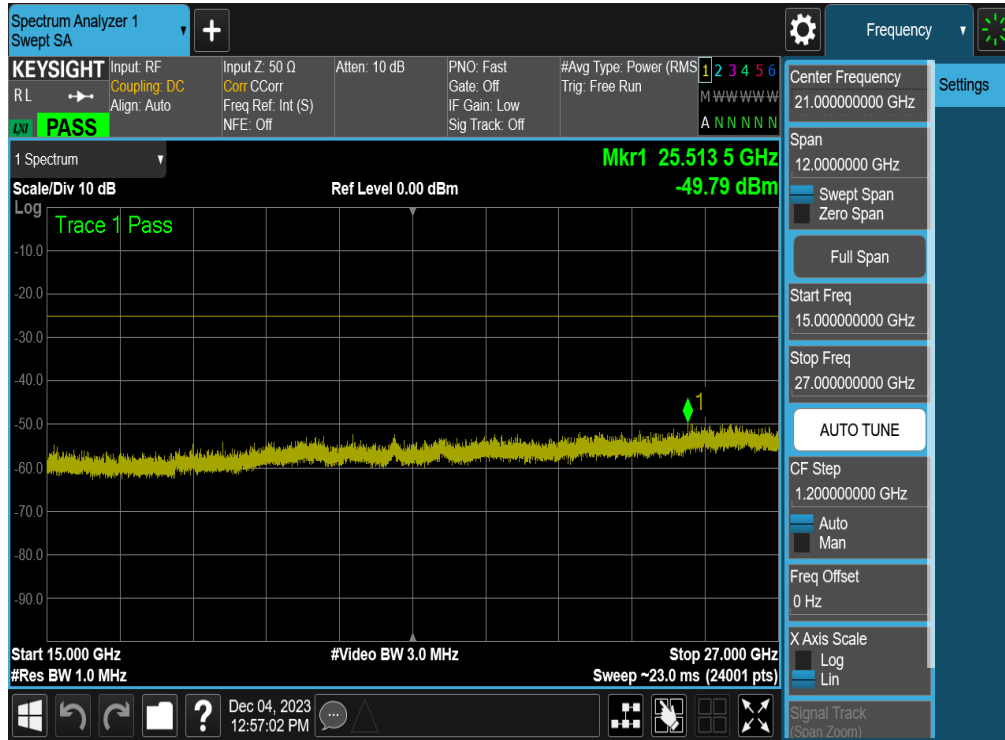 Spectrum Analyzer 1
Swept SA
Frequency
KEYSIGHT
R L
LXI PASS
Input: RF
Coupling: DC
Align: Auto
Input Z: 50 Ω
Corr CCorr
Freq Ref: Int (S)
NFE: Off
Atten: 10 dB
PNO: Fast
Gate: Off
IF Gain: Low
Sig Track: Off
#Avg Type: Power (RMS
Trig: Free Run
1 2 3 4 5 6
M W W W W W
A N N N N N
1 Spectrum
Scale/Div 10 dB
Ref Level 0.00 dBm
Mkr1 25.513 5 GHz
-49.79 dBm
Log
Trace 1 Pass
-10.0
-20.0
-30.0
-40.0
1
-50.0
-60.0
-70.0
-80.0
-90.0
Start 15.000 GHz
#Video BW 3.0 MHz
Stop 27.000 GHz
#Res BW 1.0 MHz
Sweep ~23.0 ms (24001 pts)
Dec 04, 2023
12:57:02 PM
Center Frequency
21.000000000 GHz
Span
12.0000000 GHz
Swept Span
Zero Span
Full Span
Start Freq
15.000000000 GHz
Stop Freq
27.000000000 GHz
AUTO TUNE
CF Step
1.200000000 GHz
Auto
Man
Freq Offset
0 Hz
X Axis Scale
Log
Lin
Signal Track
(Span Zoom)
Settings